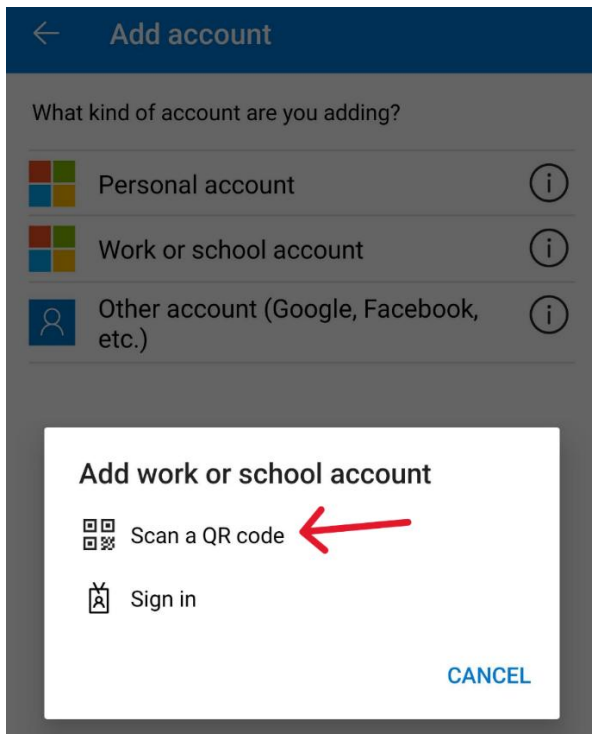 Add account
What kind of account are you adding?
Personal account
Work or school account
Other account (Google, Facebook,
etc.)
Add work or school account
Scan a QR code
Sign in
CANCEL